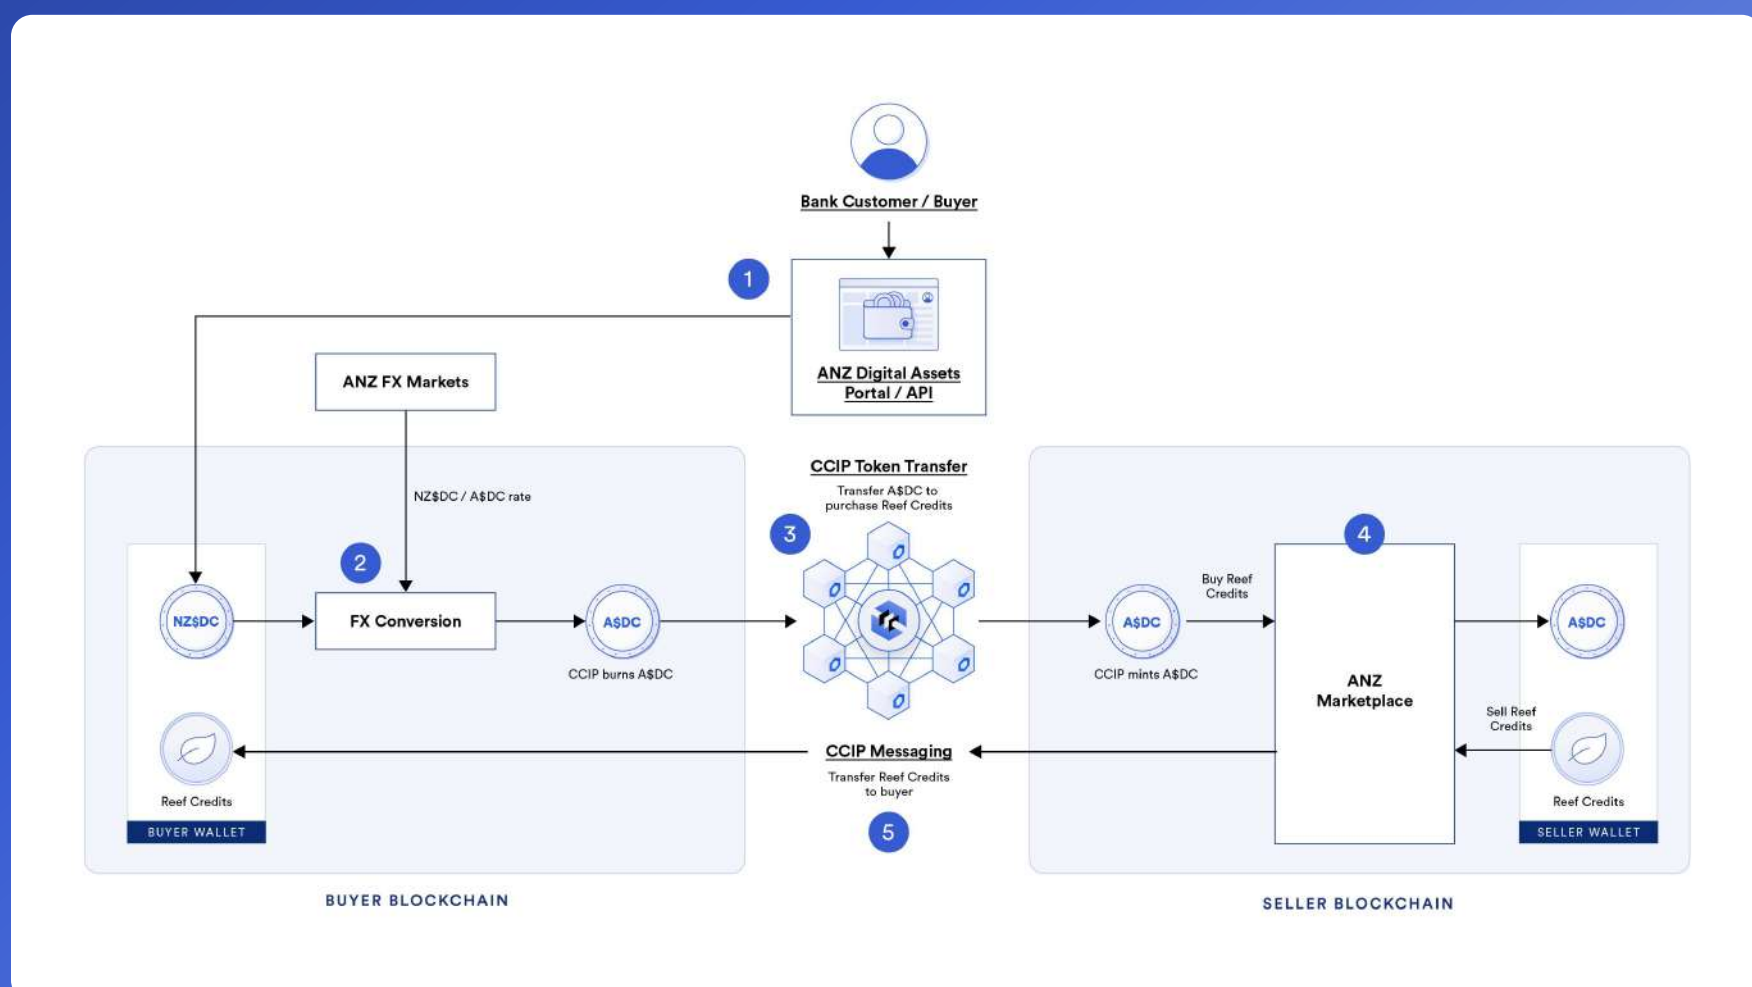 Bank Customer / Buyer
1
ANZ Digital Assets
Portal / API
ANZ FX Markets
NZ$DC / A$DC rate
2
NZ$DC
FX Conversion
A$DC
CCIP burns A$DC
Reef Credits
BUYER WALLET
BUYER BLOCKCHAIN
CCIP Token Transfer
Transfer A$DC to
purchase Reef Credits
3
CCIP Messaging
Transfer Reef Credits
to buyer
5
A$DC
CCIP mints A$DC
Buy Reef
Credits
4
ANZ
Marketplace
A$DC
Sell Reef
Credits
Reef Credits
SELLER WALLET
SELLER BLOCKCHAIN